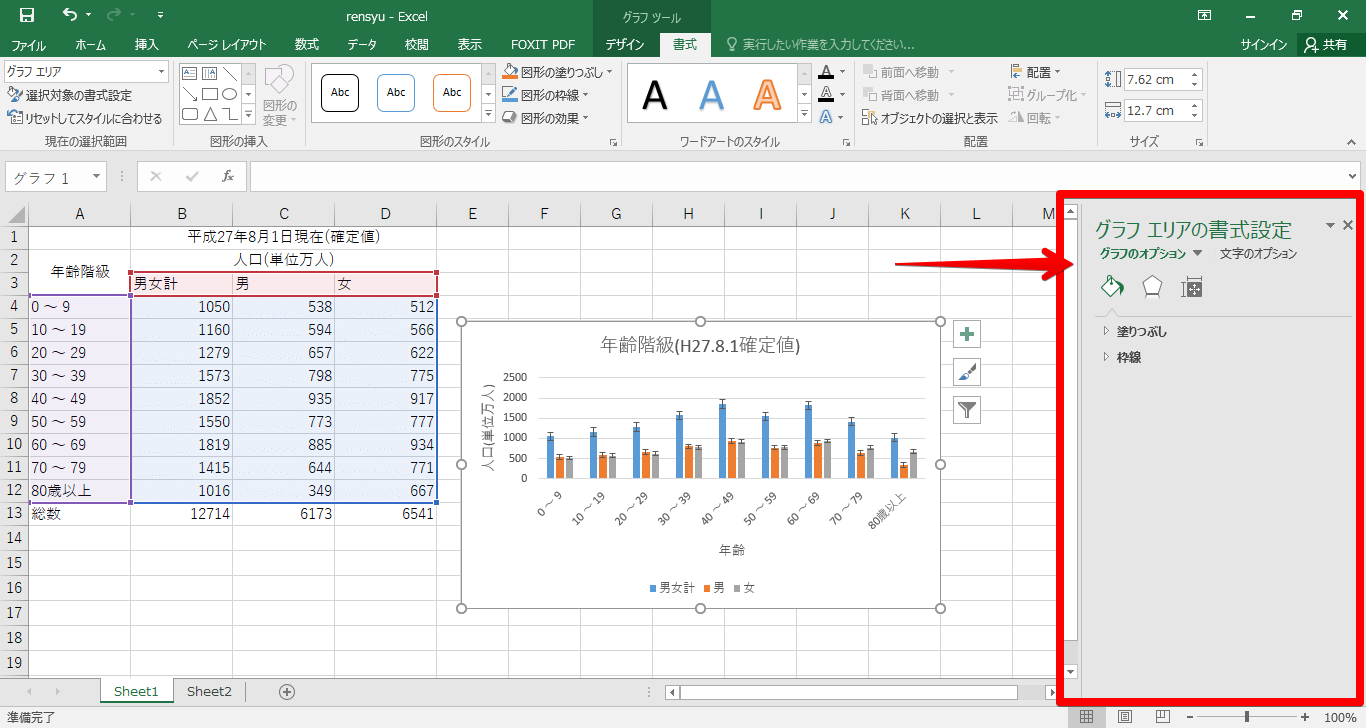 rensyu - Excel
グラフ ツール
ファイル ホーム 挿入 ページ レイアウト 数式 データ 校閲 表示 FOXIT PDF デザイン 書式 実行したい作業を入力してください... サインイン 共有
グラフ エリア
選択対象の書式設定
リセットしてスタイルに合わせる
現在の選択範囲
図形の変更
図形の挿入
Abc Abc Abc
図形の塗りつぶし
図形の枠線
図形の効果
図形のスタイル
A A A
A
A
A
ワードアートのスタイル
前面へ移動
背面へ移動
オブジェクトの選択と表示
配置
グループ化
回転
配置
7.62 cm
12.7 cm
サイズ
グラフ 1
fx
A B C D E F G H I J K L M
1 平成27年8月1日現在(確定値)
2 年齢階級 人口(単位万人)
3 男女計 男 女
4 0 ～ 9 1050 538 512
5 10 ～ 19 1160 594 566
6 20 ～ 29 1279 657 622
7 30 ～ 39 1573 798 775
8 40 ～ 49 1852 935 917
9 50 ～ 59 1550 773 777
10 60 ～ 69 1819 885 934
11 70 ～ 79 1415 644 771
12 80歳以上 1016 349 667
13 総数 12714 6173 6541
14
15
16
17
18
19
年齢階級(H27.8.1確定値)
人口(単位万人)
2500
2000
1500
1000
500
0
0 ～ 9 10 ～ 19 20 ～ 29 30 ～ 39 40 ～ 49 50 ～ 59 60 ～ 69 70 ～ 79 80歳以上
年齢
男女計 男 女
グラフ エリアの書式設定
グラフのオプション 文字のオプション
塗りつぶし
枠線
Sheet1 Sheet2
準備完了
100%